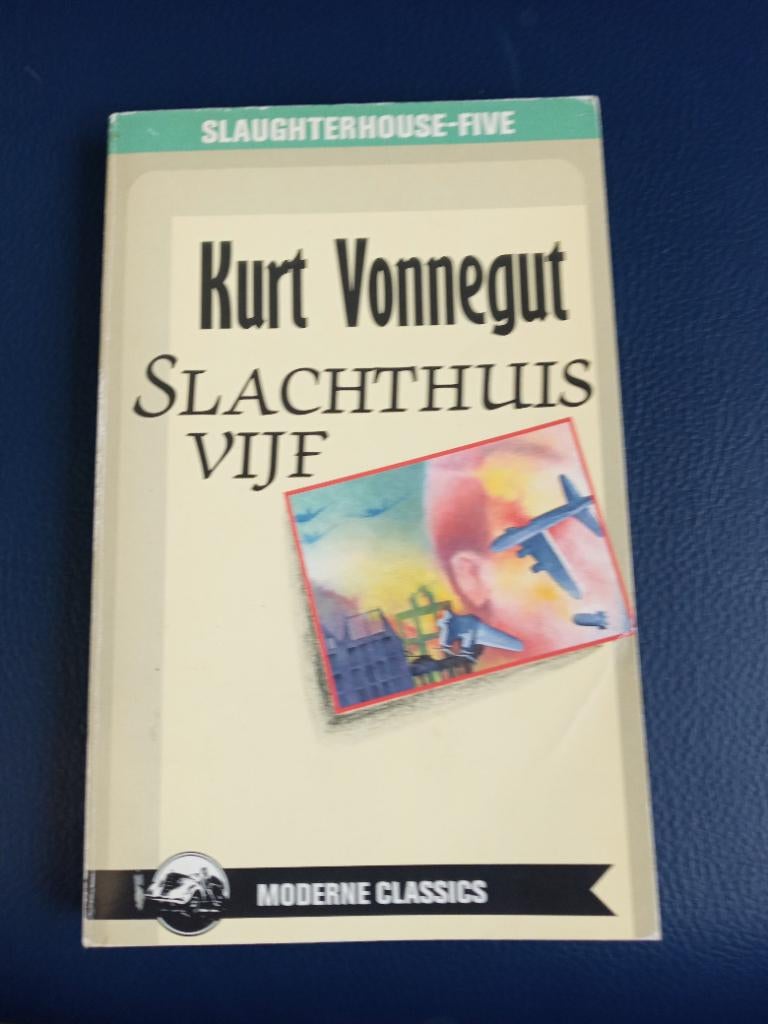 SLAUGHTERHOUSE-FIVE
Kurt Vonnegut
SLACHTHUIS
VIJF
MODERNE CLASSICS